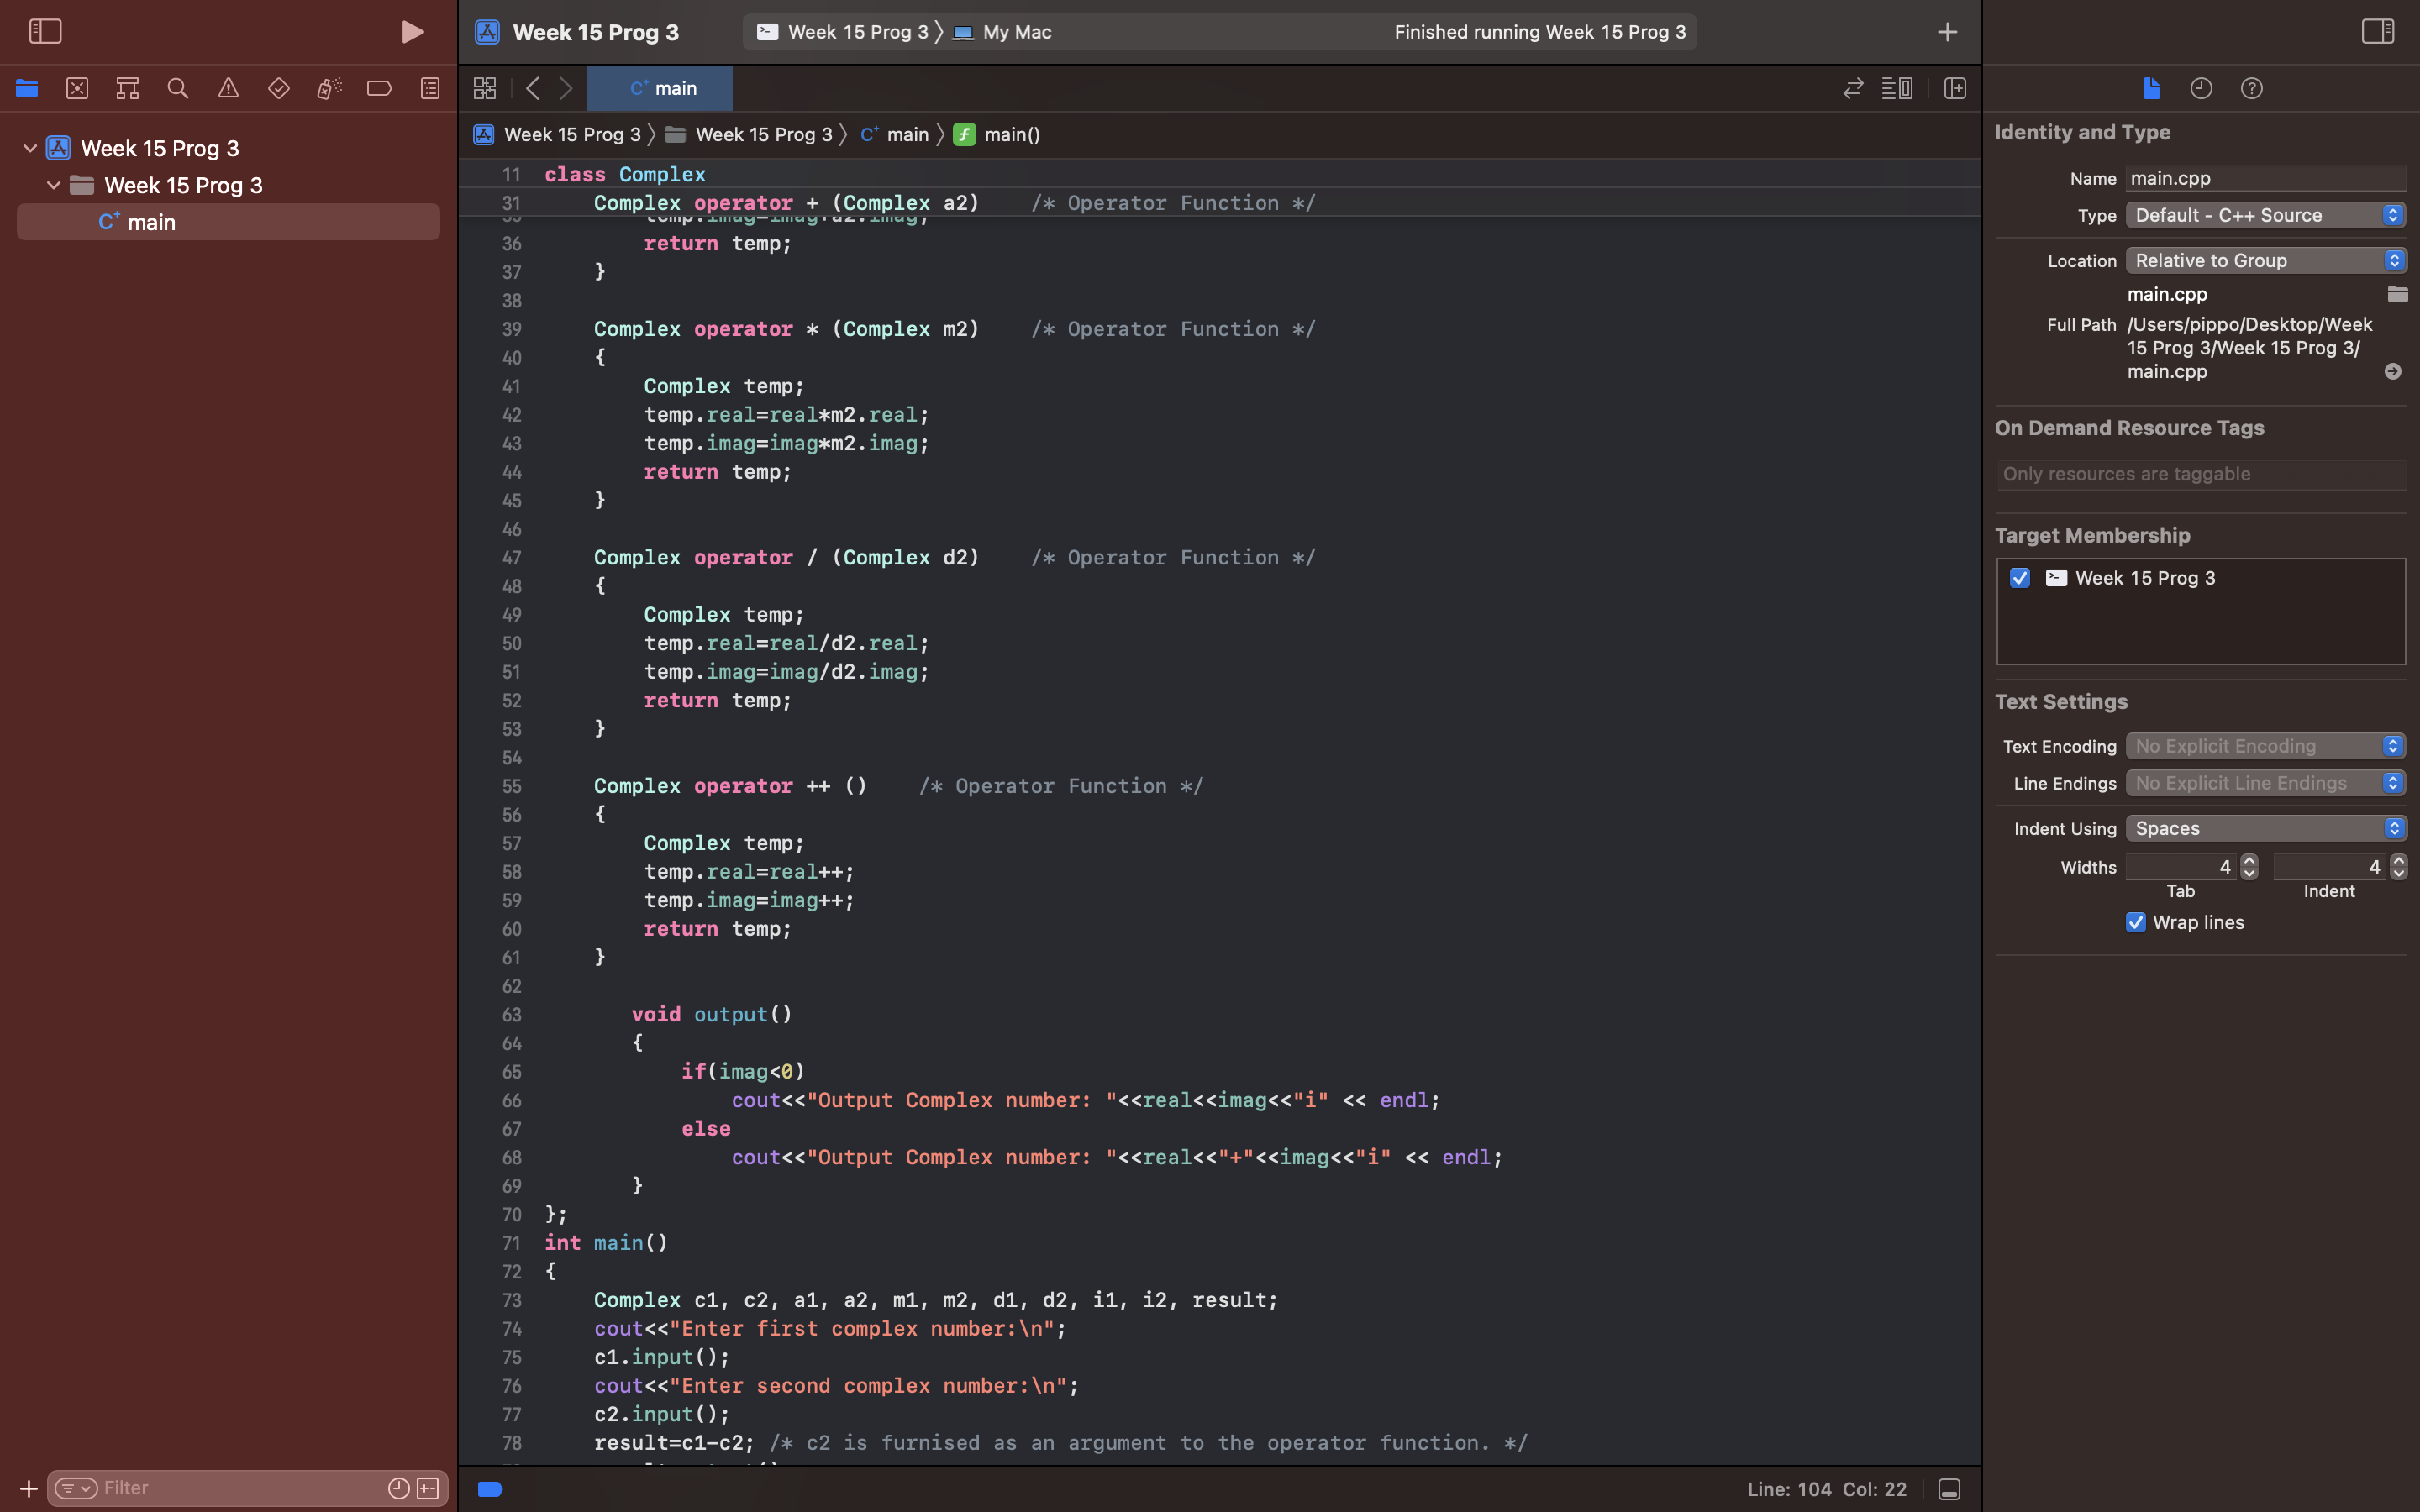 Week 15 Prog 3
Week 15 Prog 3 My Mac
Finished running Week 15 Prog 3
main
Week 15 Prog 3
Week 15 Prog 3
main
Filter
Week 15 Prog 3 Week 15 Prog 3 main main()
11 class Complex
31 Complex operator + (Complex a2) /* Operator Function */
36 return temp;
37 }
38
39 Complex operator * (Complex m2) /* Operator Function */
40 {
41 Complex temp;
42 temp.real=real*m2.real;
43 temp.imag=imag*m2.imag;
44 return temp;
45 }
46
47 Complex operator / (Complex d2) /* Operator Function */
48 {
49 Complex temp;
50 temp.real=real/d2.real;
51 temp.imag=imag/d2.imag;
52 return temp;
53 }
54
55 Complex operator ++ () /* Operator Function */
56 {
57 Complex temp;
58 temp.real=real++;
59 temp.imag=imag++;
60 return temp;
61 }
62
63 void output()
64 {
65 if(imag<0)
66 cout<<"Output Complex number: "<<real<<imag<<"i" << endl;
67 else
68 cout<<"Output Complex number: "<<real<<"+"<<imag<<"i" << endl;
69 }
70 };
71 int main()
72 {
73 Complex c1, c2, a1, a2, m1, m2, d1, d2, i1, i2, result;
74 cout<<"Enter first complex number:\n";
75 c1.input();
76 cout<<"Enter second complex number:\n";
77 c2.input();
78 result=c1-c2; /* c2 is furnised as an argument to the operator function. */
Line: 104 Col: 22
Identity and Type
Name main.cpp
Type Default - C++ Source
Location Relative to Group
main.cpp
Full Path /Users/pippo/Desktop/Week
15 Prog 3/Week 15 Prog 3/
main.cpp
On Demand Resource Tags
Only resources are taggable
Target Membership
Week 15 Prog 3
Text Settings
Text Encoding No Explicit Encoding
Line Endings No Explicit Line Endings
Indent Using Spaces
Widths 4 4
Tab Indent
Wrap lines